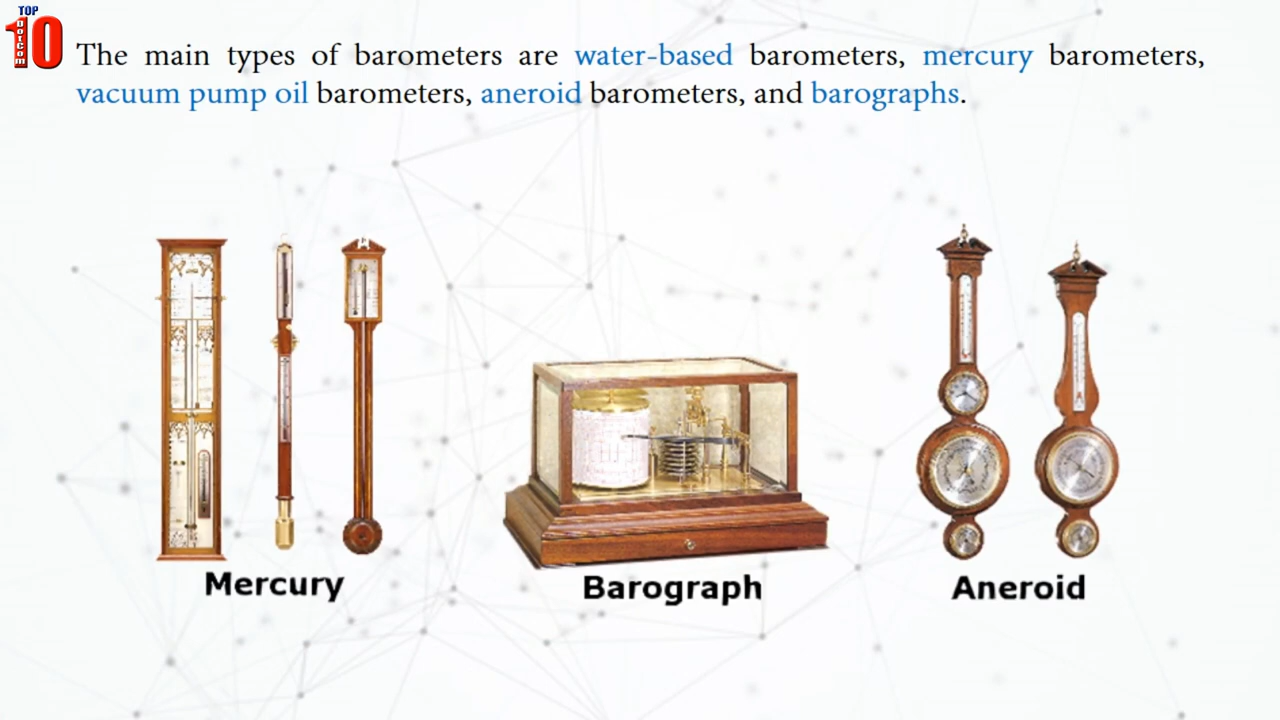 TOP
10
DOTCOM
The main types of barometers are water-based barometers, mercury barometers,
vacuum pump oil barometers, aneroid barometers, and barographs.
Mercury
Barograph
Aneroid